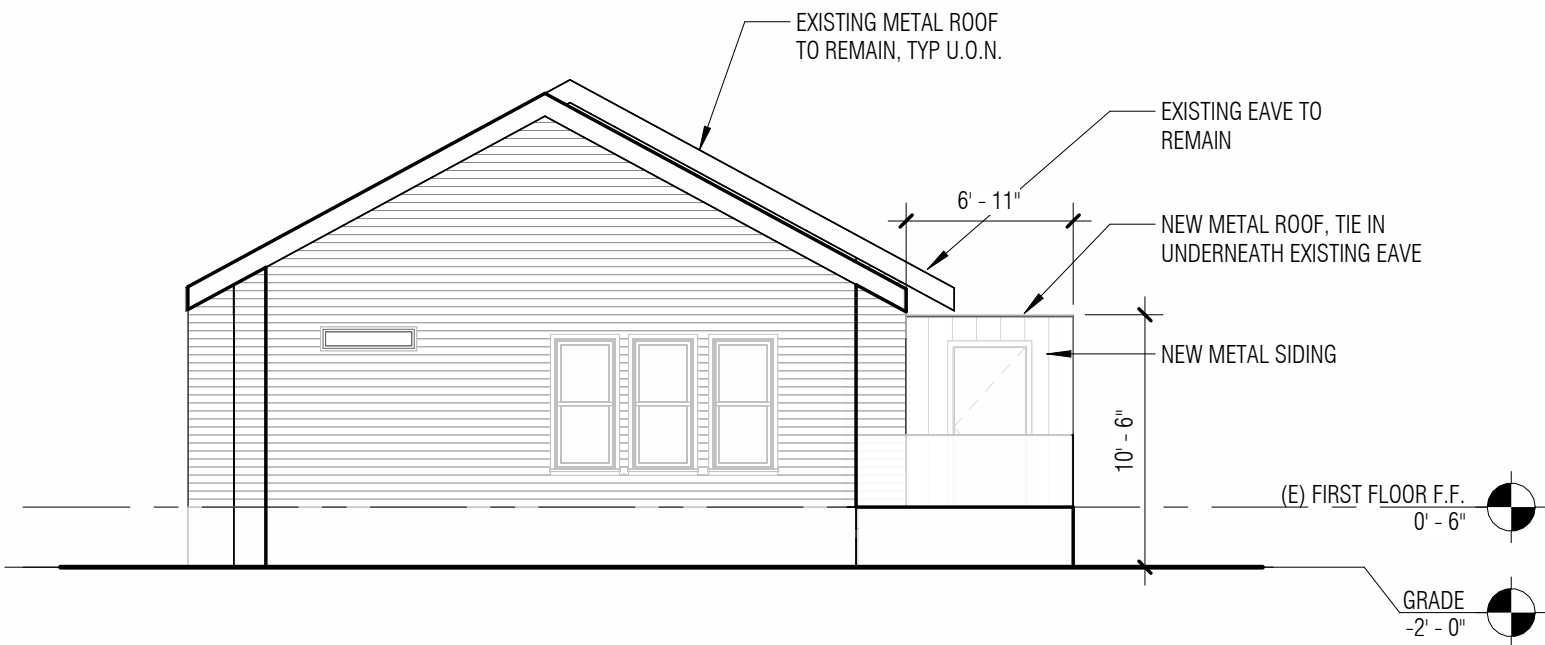 EXISTING METAL ROOF
TO REMAIN, TYP U.O.N.
EXISTING EAVE TO
REMAIN
6' - 11"
NEW METAL ROOF, TIE IN
UNDERNEATH EXISTING EAVE
NEW METAL SIDING
10' - 6"
(E) FIRST FLOOR F.F.
0' - 6"
GRADE
-2' - 0"